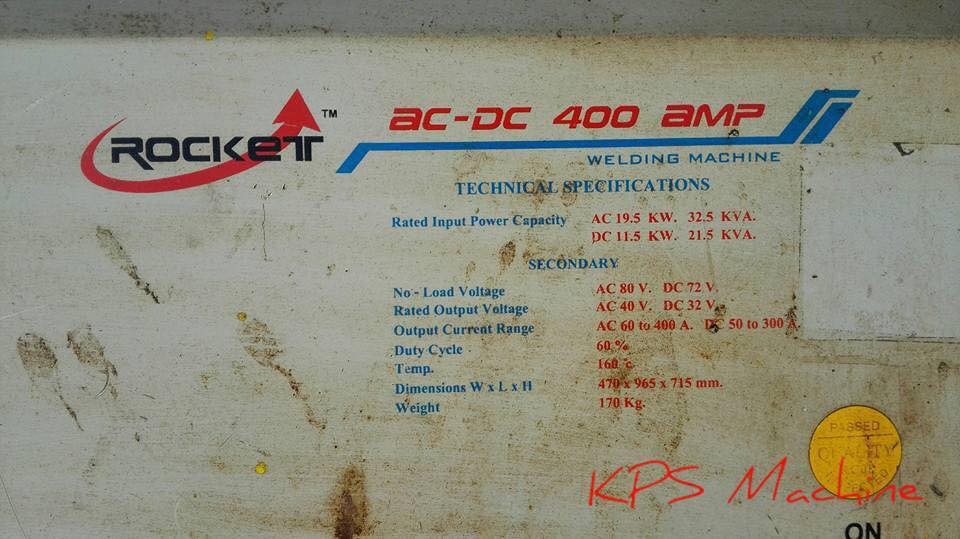 ROCKET™
AC-DC 400 AMP
WELDING MACHINE
TECHNICAL SPECIFICATIONS
Rated Input Power Capacity AC 19.5 KW. 32.5 KVA.
DC 11.5 KW. 21.5 KVA.
SECONDARY
No - Load Voltage AC 80 V. DC 72 V.
Rated Output Voltage AC 40 V. DC 32 V.
Output Current Range AC 60 to 400 A. DC 50 to 300 A.
Duty Cycle 60 %
Temp. 160 °c
Dimensions W x L x H 470 x 965 x 715 mm.
Weight 170 Kg.
PASSED
QUALITY
KPS Machine
ON